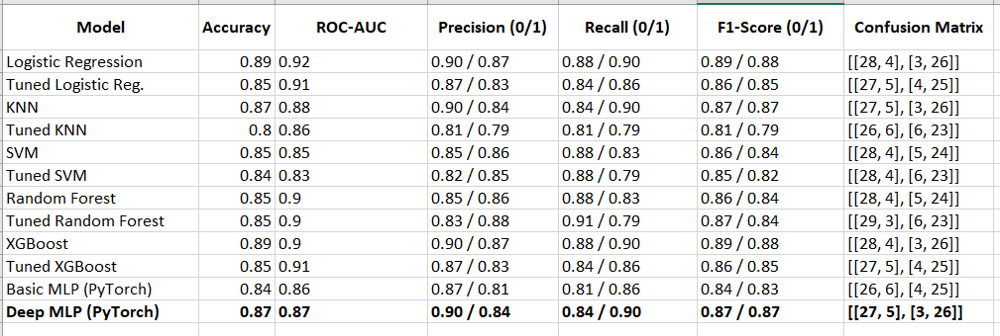 Model Accuracy ROC-AUC Precision (0/1) Recall (0/1) F1-Score (0/1) Confusion Matrix
Logistic Regression 0.89 0.92 0.90 / 0.87 0.88 / 0.90 0.89 / 0.88 [[28, 4], [3, 26]]
Tuned Logistic Reg. 0.85 0.91 0.87 / 0.83 0.84 / 0.86 0.86 / 0.85 [[27, 5], [4, 25]]
KNN 0.87 0.88 0.90 / 0.84 0.84 / 0.90 0.87 / 0.87 [[27, 5], [3, 26]]
Tuned KNN 0.8 0.86 0.81 / 0.79 0.81 / 0.79 0.81 / 0.79 [[26, 6], [6, 23]]
SVM 0.85 0.85 0.85 / 0.86 0.88 / 0.83 0.86 / 0.84 [[28, 4], [5, 24]]
Tuned SVM 0.84 0.83 0.82 / 0.85 0.88 / 0.79 0.85 / 0.82 [[28, 4], [6, 23]]
Random Forest 0.85 0.9 0.85 / 0.86 0.88 / 0.83 0.86 / 0.84 [[28, 4], [5, 24]]
Tuned Random Forest 0.85 0.9 0.83 / 0.88 0.91 / 0.79 0.87 / 0.84 [[29, 3], [6, 23]]
XGBoost 0.89 0.9 0.90 / 0.87 0.88 / 0.90 0.89 / 0.88 [[28, 4], [3, 26]]
Tuned XGBoost 0.85 0.91 0.87 / 0.83 0.84 / 0.86 0.86 / 0.85 [[27, 5], [4, 25]]
Basic MLP (PyTorch) 0.84 0.86 0.87 / 0.81 0.81 / 0.86 0.84 / 0.83 [[26, 6], [4, 25]]
Deep MLP (PyTorch) 0.87 0.87 0.90 / 0.84 0.84 / 0.90 0.87 / 0.87 [[27, 5], [3, 26]]